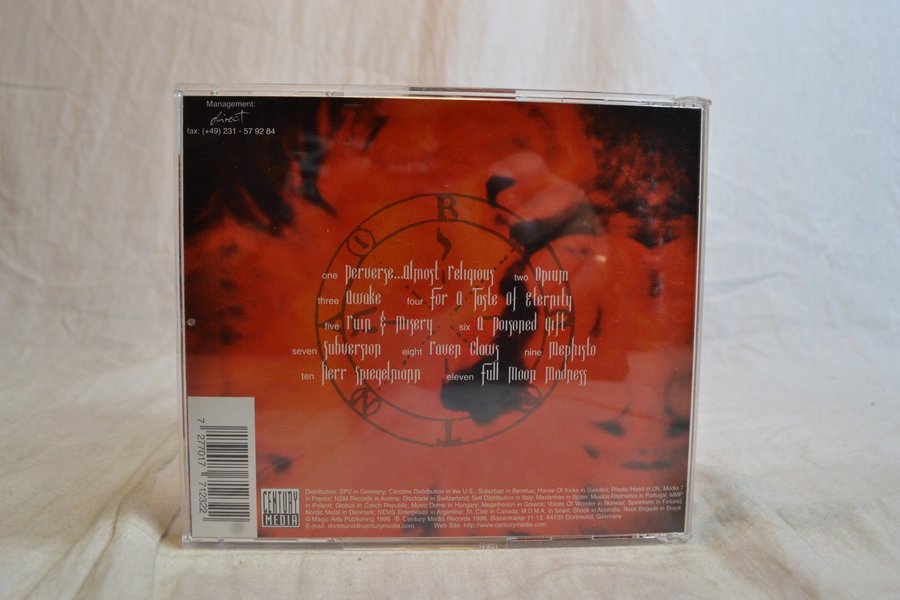 Management:
direct
fax: (+49) 231 - 57 92 84
R
one Perverse...Almost Religious two Opium
three Awake four For A Taste of Eternity
five Ruin & Misery six A Poisoned Gift
seven Subversion eight Raven Claws nine Mephisto
ten Herr Spiegelmann eleven Full Moon Madness
7 277017 712322
CENTURY
MEDIA
Distribution: SPV in Germany; Caroline Distribution in the U.S.; Suburban in Benelux; House Of Kicks in Sweden; Plastic Heart in UK; Media 7
in France; NSM Records in Austria, Disctrade in Switzerland, Self Distribution in Italy; Mastertrax in Spain, Musica Alternativa in Portugal; MMP
in Poland; Globus in Czech Republic; Music Dome in Hungary; Megatherion in Greece, Voices Of Wonder in Norway, Spinefarm in Finland
Nordic Metal in Denmark; NEMS Enterprises in Argentina; St. Clair in Canada, M.D.M.A. in Israel, Shock in Australia; Rock Brigade in Brazil
© Magic Arts Publishing 1996 ℗ Century Media Records 1996, Bissenkamp 11-13, 44135 Dortmund, Germany
E-mail: dortmund@centurymedia.com Web Site: http://www.centurymedia.com